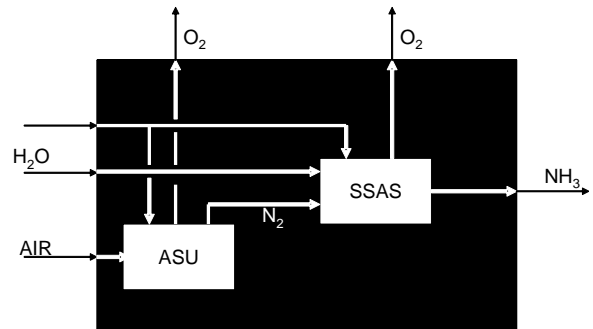 O₂
O₂
H₂O
SSAS
NH₃
N₂
AIR
ASU